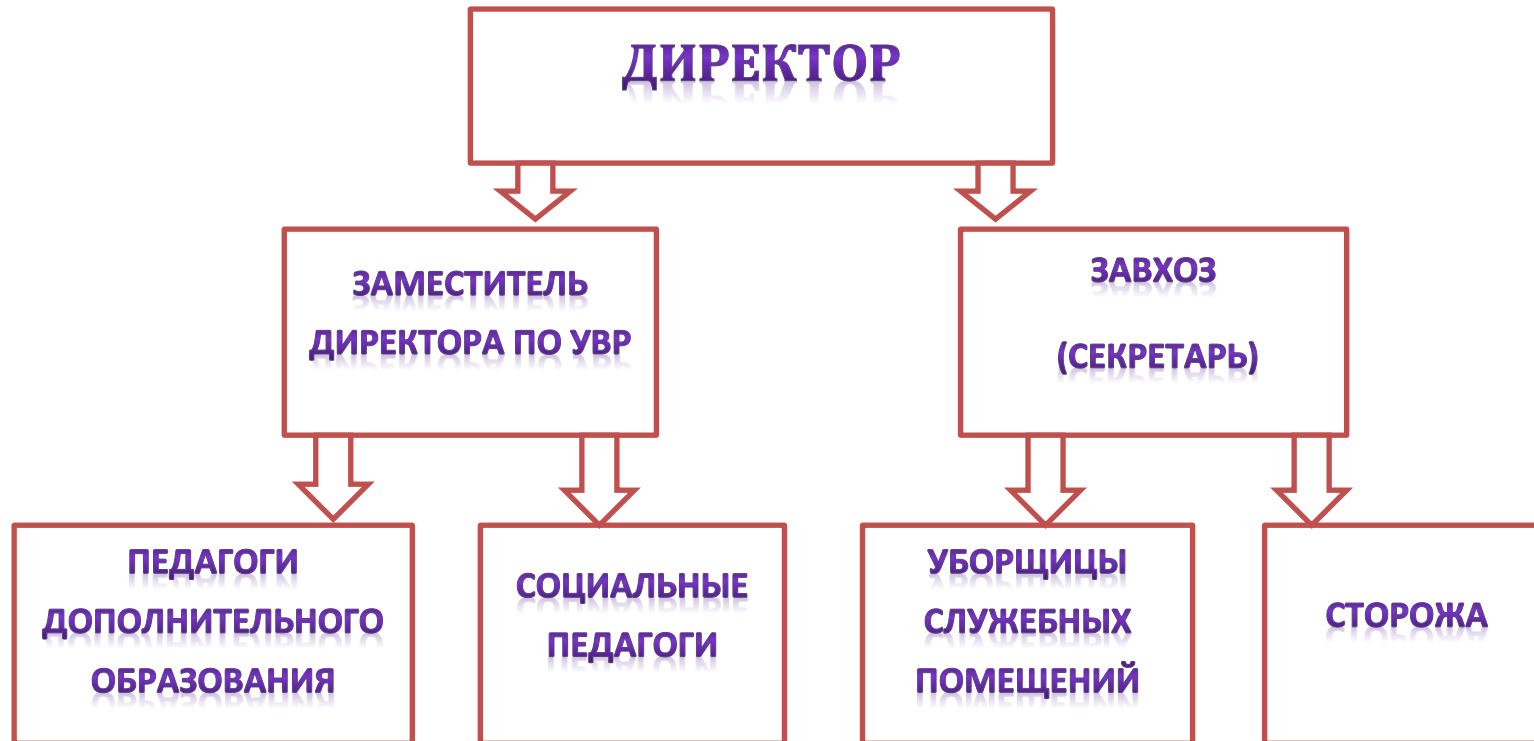 ДИРЕКТОР
ЗАМЕСТИТЕЛЬ
ДИРЕКТОРА ПО УВР
ЗАВХОЗ
(СЕКРЕТАРЬ)
ПЕДАГОГИ
ДОПОЛНИТЕЛЬНОГО
ОБРАЗОВАНИЯ
СОЦИАЛЬНЫЕ
ПЕДАГОГИ
УБОРЩИЦЫ
СЛУЖЕБНЫХ
ПОМЕЩЕНИЙ
СТОРОЖА